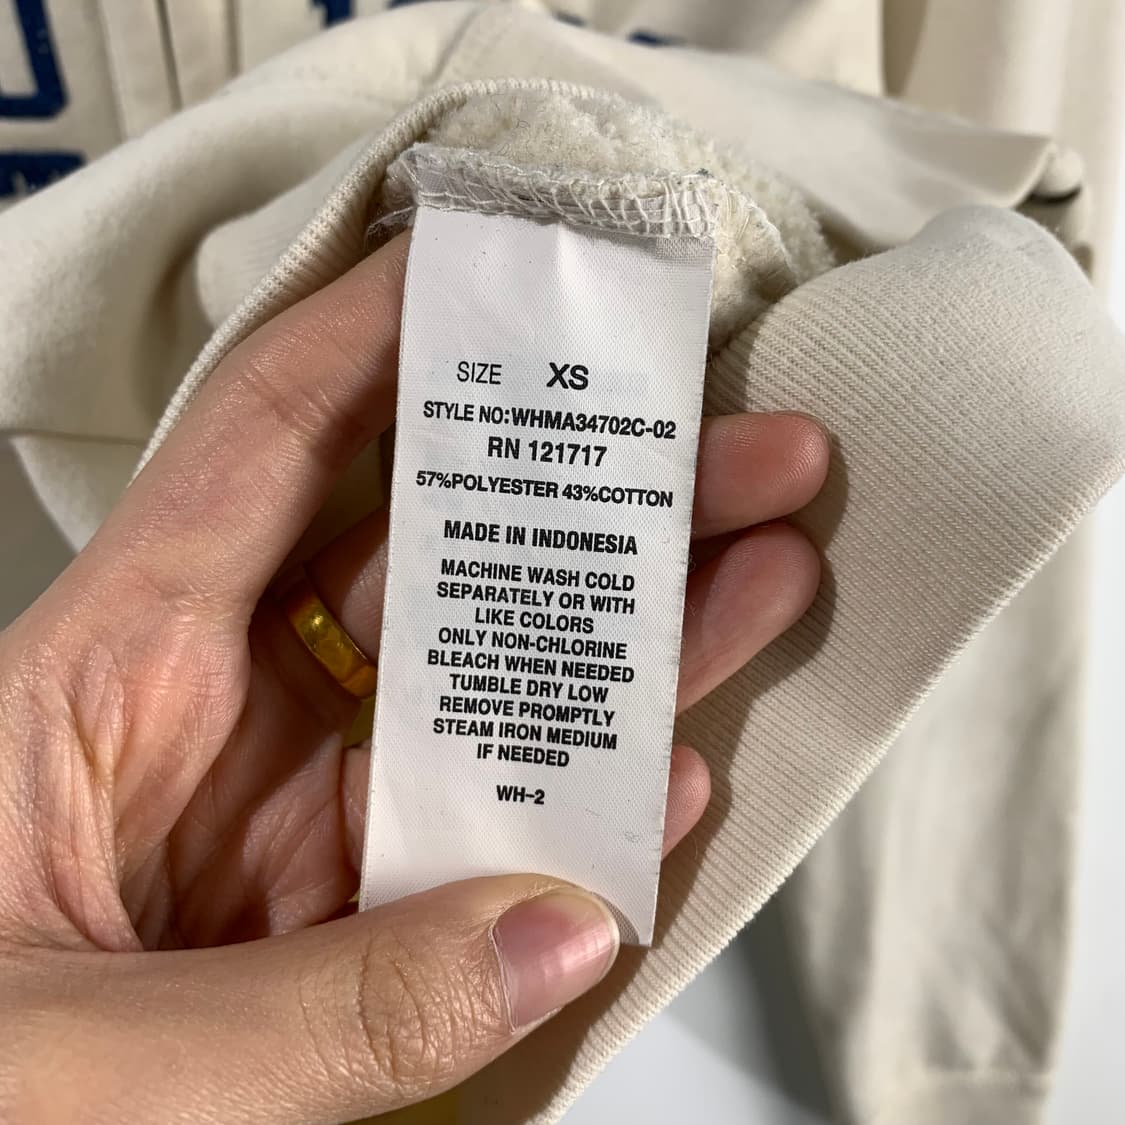 SIZE XS
STYLE NO:WHMA34702C-02
RN 121717
57%POLYESTER 43%COTTON
MADE IN INDONESIA
MACHINE WASH COLD
SEPARATELY OR WITH
LIKE COLORS
ONLY NON-CHLORINE
BLEACH WHEN NEEDED
TUMBLE DRY LOW
REMOVE PROMPTLY
STEAM IRON MEDIUM
IF NEEDED
WH-2